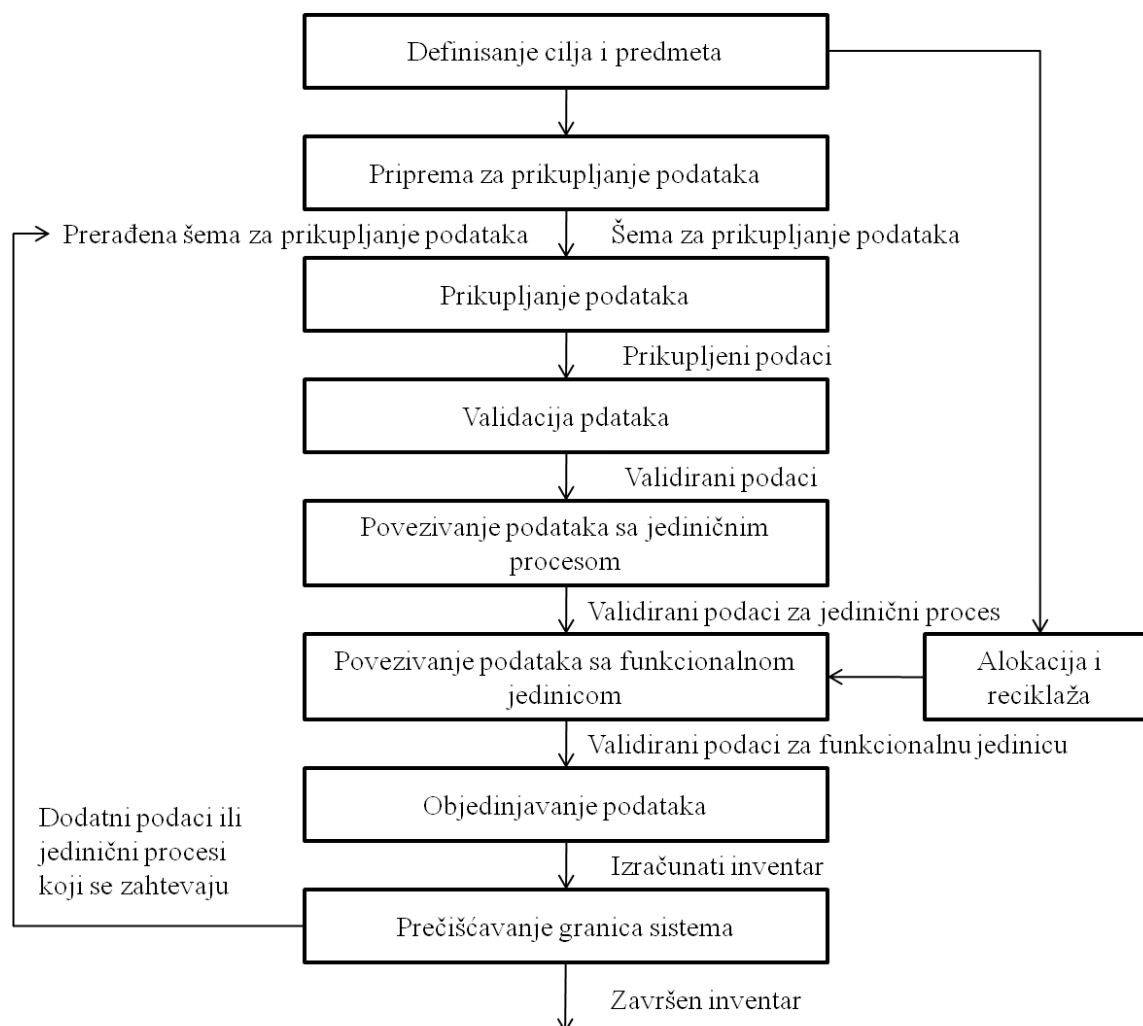 Definisanje cilja i predmeta
Priprema za prikupljanje podataka
Prerađena šema za prikupljanje podataka
Šema za prikupljanje podataka
Prikupljanje podataka
Prikupljeni podaci
Validacija pdataka
Validirani podaci
Povezivanje podataka sa jediničnim
procesom
Validirani podaci za jedinični proces
Povezivanje podataka sa funkcionalnom
jedinicom
Alokacija i
reciklaža
Validirani podaci za funkcionalnu jedinicu
Objedinjavanje podataka
Dodatni podaci ili
jedinični procesi
koji se zahtevaju
Izračunati inventar
Prečišćavanje granica sistema
Završen inventar